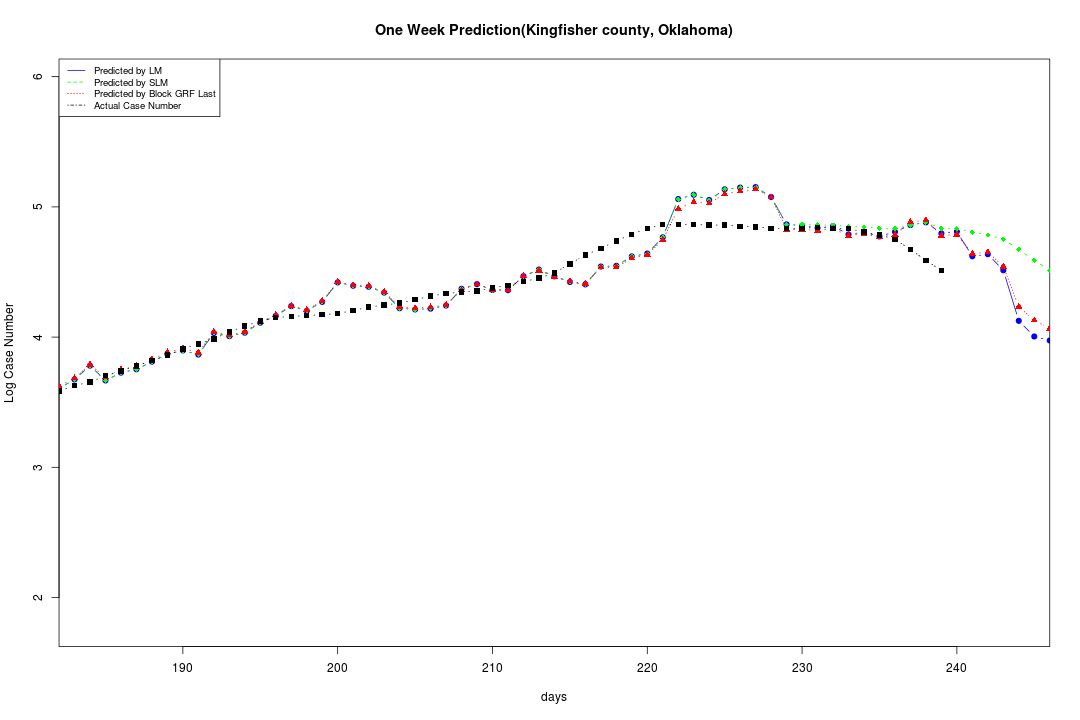 One Week Prediction(Kingfisher county, Oklahoma)
Predicted by LM
Predicted by SLM
Predicted by Block GRF Last
Actual Case Number
Log Case Number
6
5
4
3
2
190 200 210 220 230 240
days